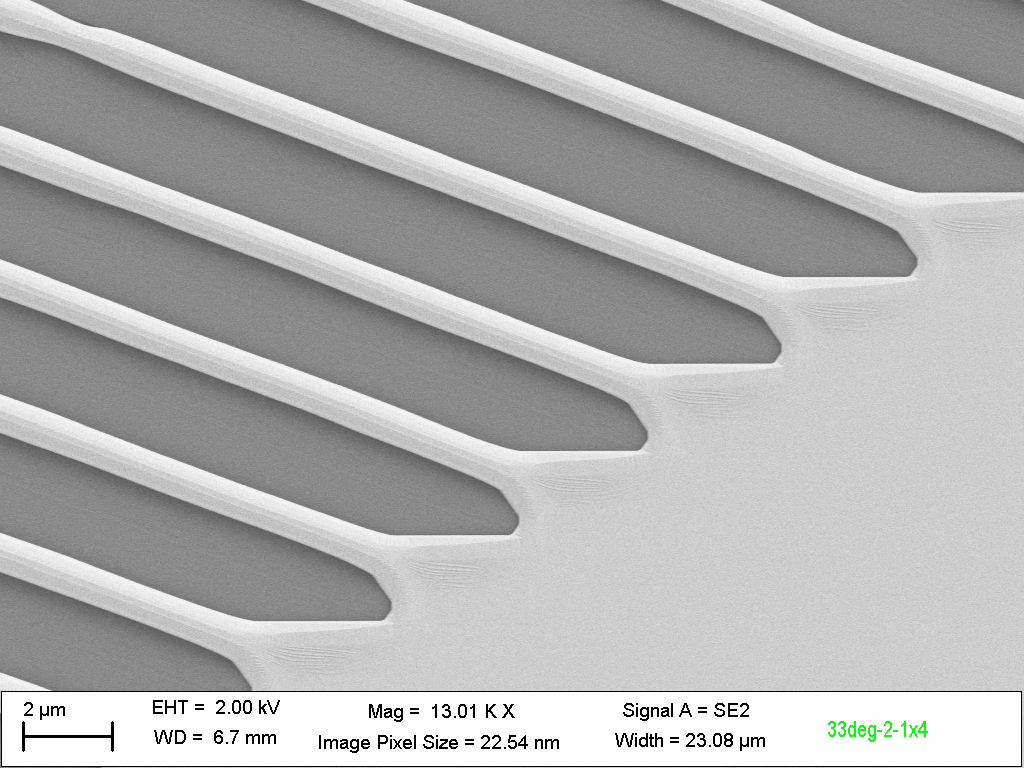 2 µm
EHT = 2.00 kV
WD = 6.7 mm
Mag = 13.01 K X
Image Pixel Size = 22.54 nm
Signal A = SE2
Width = 23.08 µm
33deg-2-1x4